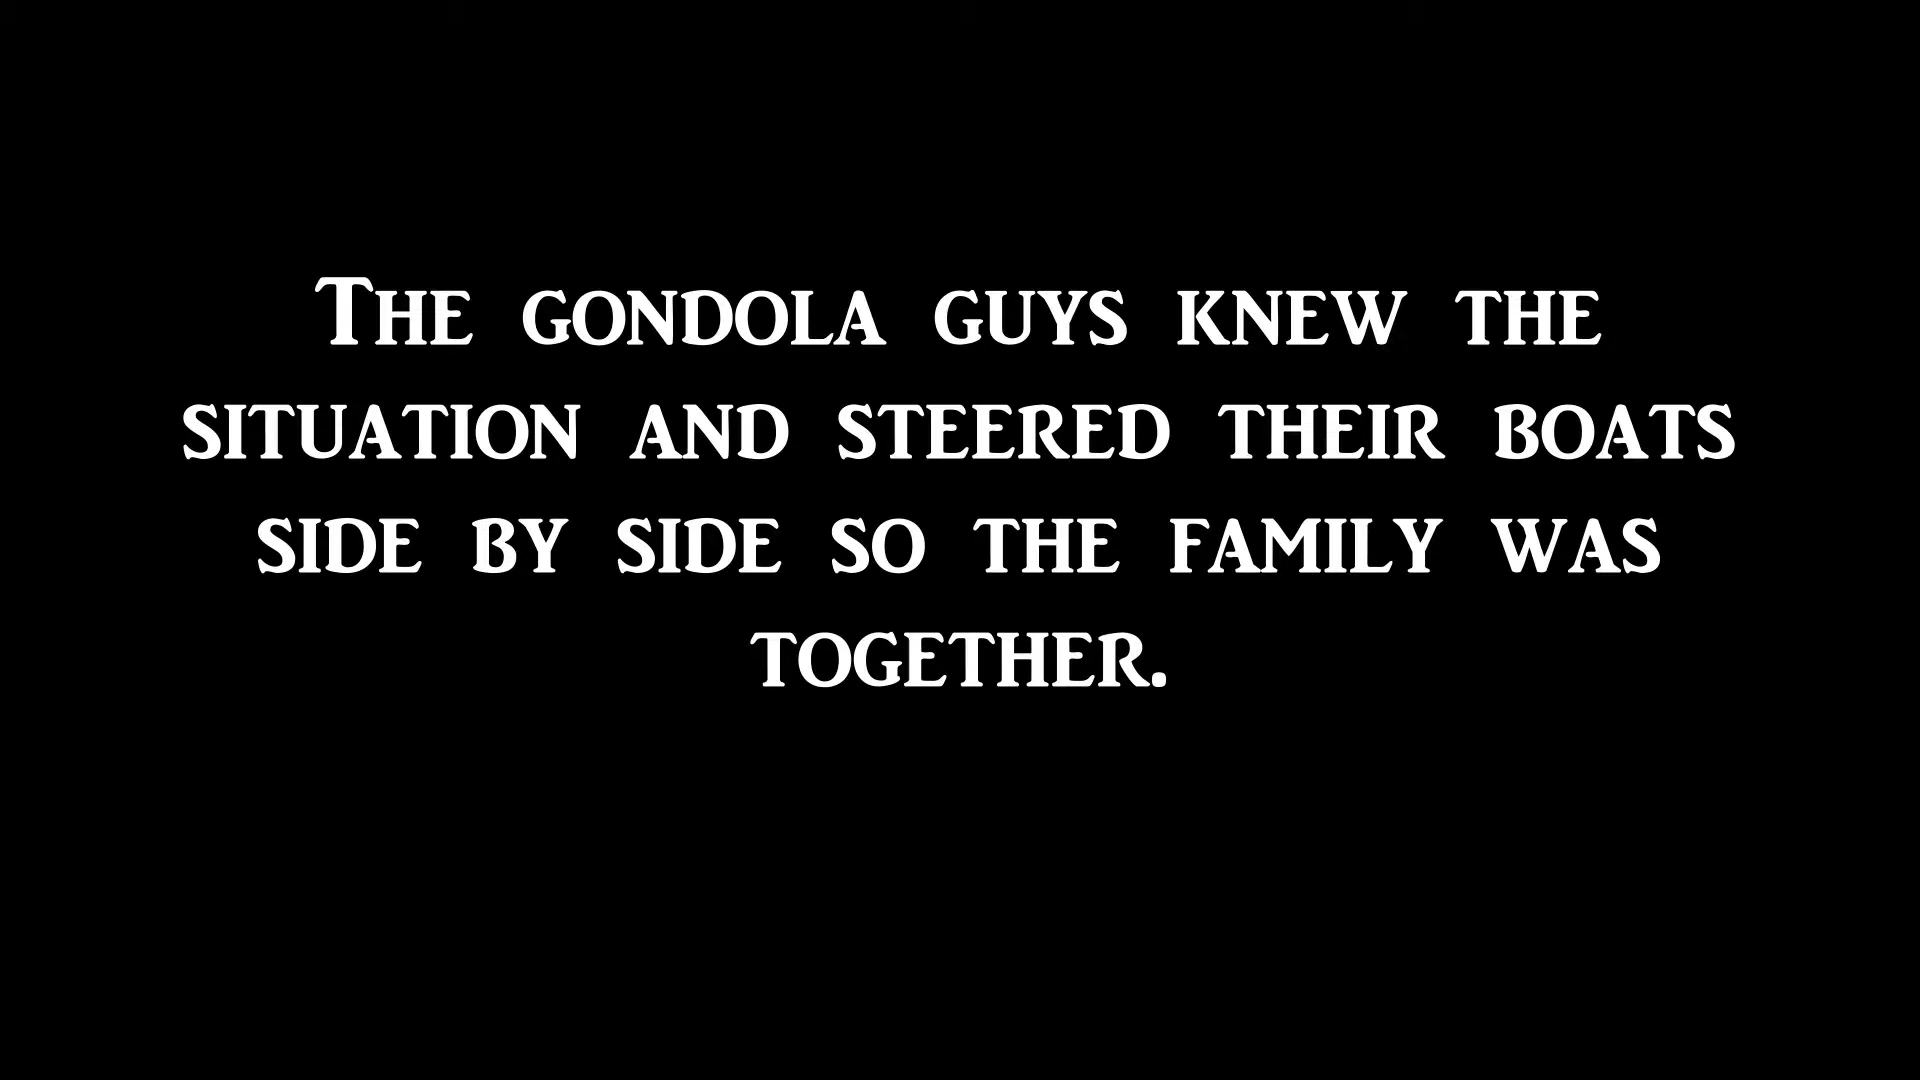 The gondola guys knew the
situation and steered their boats
side by side so the family was
together.